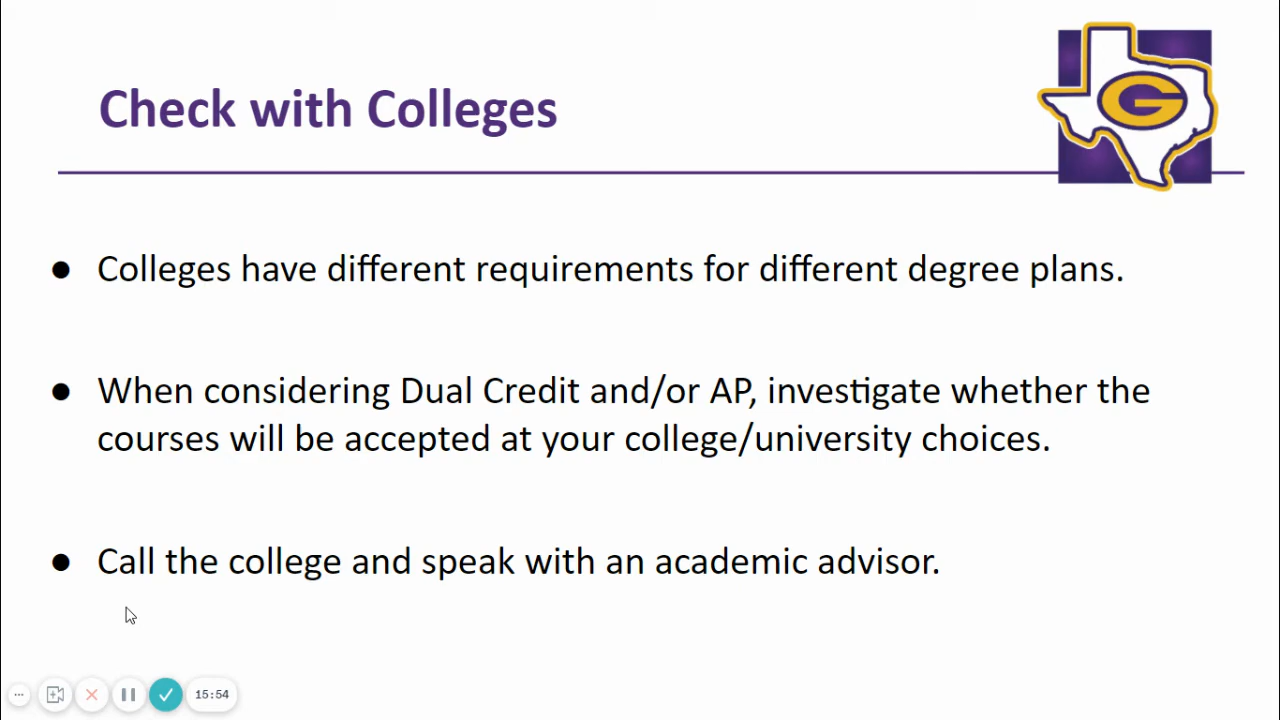 Check with Colleges
G
● Colleges have different requirements for different degree plans.
● When considering Dual Credit and/or AP, investigate whether the
courses will be accepted at your college/university choices.
● Call the college and speak with an academic advisor.
15:54